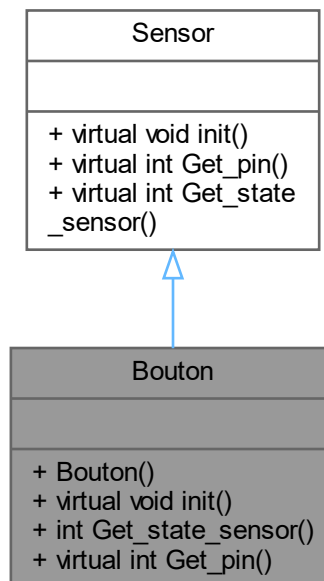 Sensor
+ virtual void init()
+ virtual int Get_pin()
+ virtual int Get_state
_sensor()
Bouton
+ Bouton()
+ virtual void init()
+ int Get_state_sensor()
+ virtual int Get_pin()